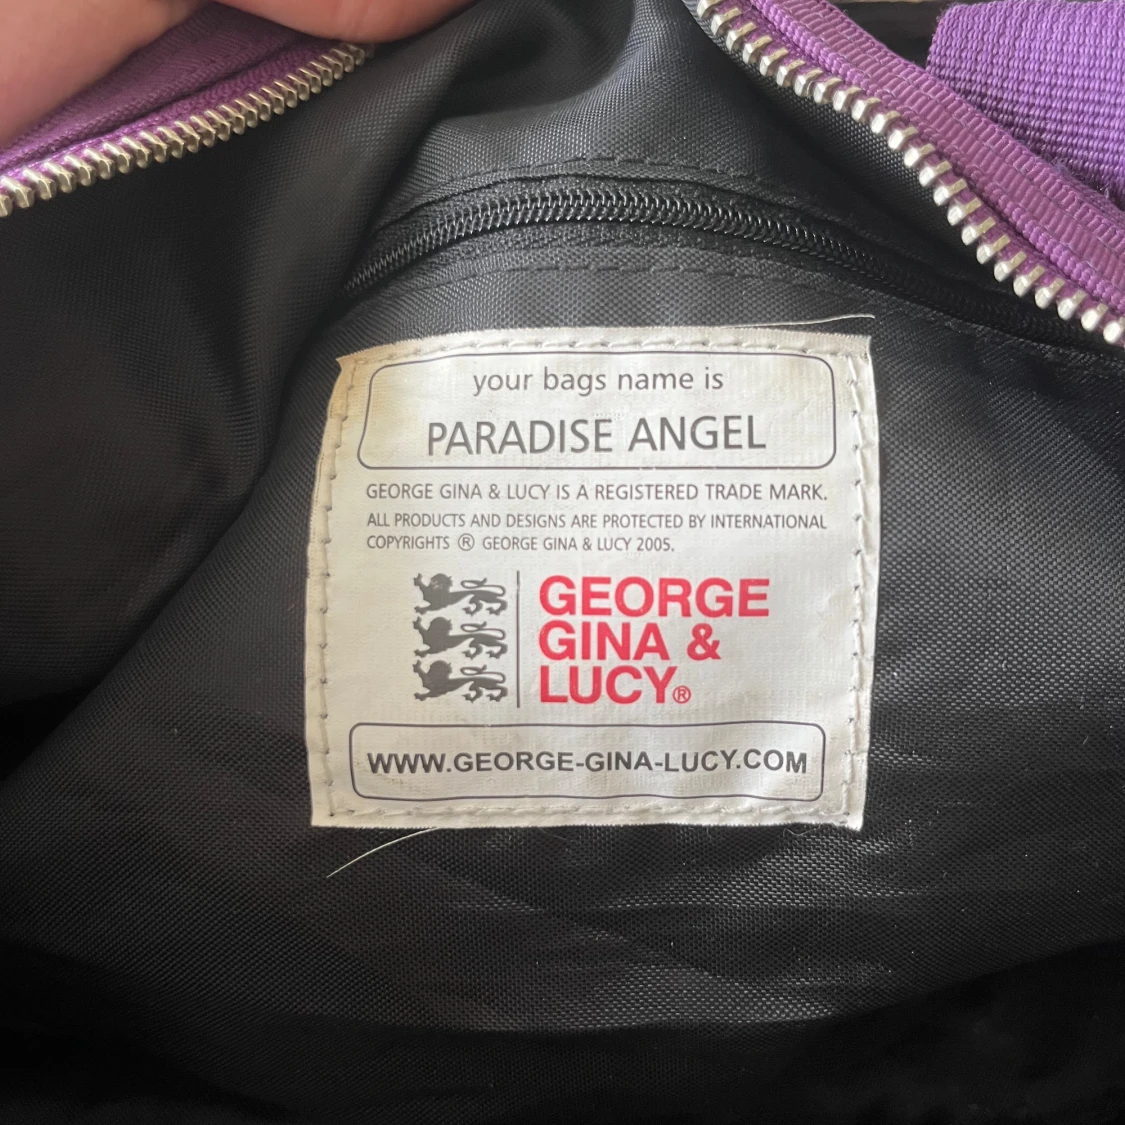 your bags name is
PARADISE ANGEL
GEORGE GINA & LUCY IS A REGISTERED TRADE MARK.
ALL PRODUCTS AND DESIGNS ARE PROTECTED BY INTERNATIONAL
COPYRIGHTS ® GEORGE GINA & LUCY 2005.
GEORGE
GINA &
LUCY®
WWW.GEORGE-GINA-LUCY.COM